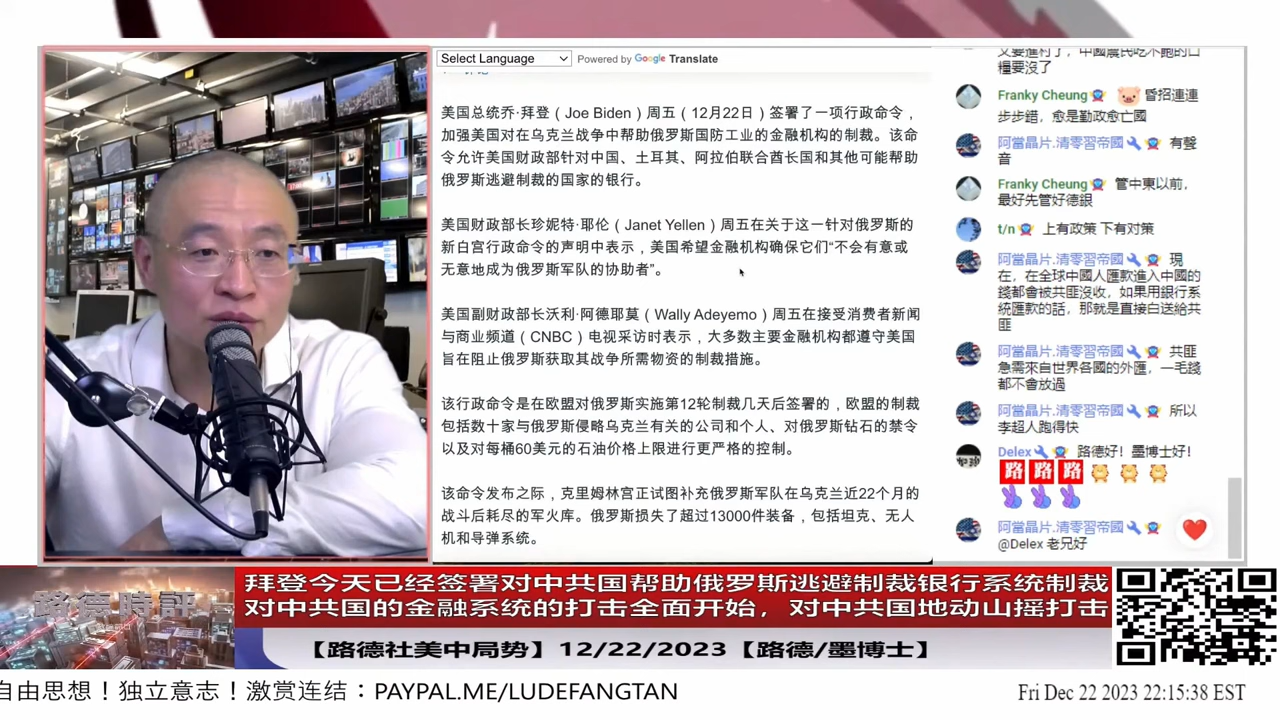 Select Language
Powered by Google Translate
美国总统乔·拜登（Joe Biden）周五（12月22日）签署了一项行政命令，
加强美国对在乌克兰战争中帮助俄罗斯国防工业的金融机构的制裁。该命
令允许美国财政部针对中国、土耳其、阿拉伯联合酋长国和其他可能帮助
俄罗斯逃避制裁的国家的银行。
美国财政部长珍妮特·耶伦（Janet Yellen）周五在关于这一针对俄罗斯的
新白宫行政命令的声明中表示，美国希望金融机构确保它们“不会有意或
无意地成为俄罗斯军队的协助者”。
美国副财政部长沃利·阿德耶莫（Wally Adeyemo）周五在接受消费者新闻
与商业频道（CNBC）电视采访时表示，大多数主要金融机构都遵守美国
旨在阻止俄罗斯获取其战争所需物资的制裁措施。
该行政命令是在欧盟对俄罗斯实施第12轮制裁几天后签署的，欧盟的制裁
包括数十家与俄罗斯侵略乌克兰有关的公司和个人、对俄罗斯钻石的禁令
以及对每桶60美元的石油价格上限进行更严格的控制。
该命令发布之际，克里姆林宫正试图补充俄罗斯军队在乌克兰近22个月的
战斗后耗尽的军火库。俄罗斯损失了超过13000件装备，包括坦克、无人
机和导弹系统。
又要進村了，中國農民吃不飽的口
糧要沒了
Franky Cheung 昏招連連
步步錯，愈是勤政愈亡國
阿當晶片.清零習帝國 有聲
音
Franky Cheung 管中東以前，
最好先管好德銀
t/n 上有政策 下有对策
阿當晶片.清零習帝國 現
在，在全球中國人匯款進入中國的
錢都會被共匪沒收，如果用銀行系
統匯款的話，那就是直接白送給共
匪
阿當晶片.清零習帝國 共匪
急需來自世界各國的外匯，一毛錢
都不會放過
阿當晶片.清零習帝國 所以
李超人跑得快
Delex 路德好！墨博士好！
路 路 路
阿當晶片.清零習帝國
@Delex 老兄好
路德時評
拜登今天已经签署对中共国帮助俄罗斯逃避制裁银行系统制裁
对中共国的金融系统的打击全面开始，对中共国地动山摇打击
【路德社美中局势】12/22/2023【路德/墨博士】
自由思想！独立意志！激赏连结：PAYPAL.ME/LUDEFANGTAN
Fri Dec 22 2023 22:15:38 EST